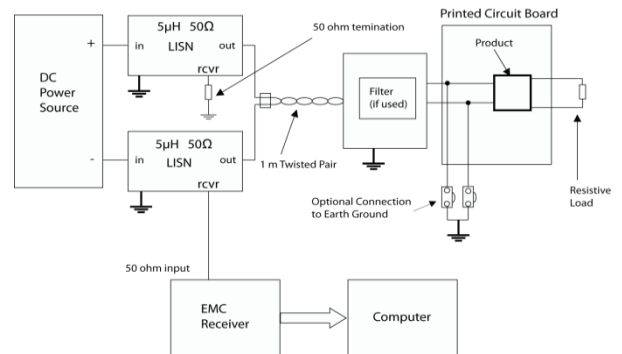 Printed Circuit Board
5µH 50Ω
50 ohm temination
+
in
LISN
out
Product
rcvr
DC
Power
Source
Filter
(if used)
5µH 50Ω
-
in
LISN
out
1 m Twisted Pair
rcvr
Optional Connection
to Earth Ground
Resistive
Load
50 ohm input
EMC
Receiver
Computer